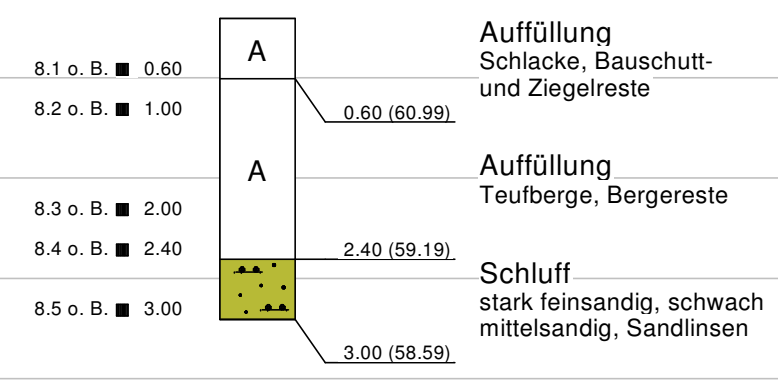 Auffüllung
Schlacke, Bauschutt-
und Ziegelreste
A
8.1 o. B. 0.60
8.2 o. B. 1.00
0.60 (60.99)
Auffüllung
Teufberge, Bergereste
A
8.3 o. B. 2.00
8.4 o. B. 2.40
2.40 (59.19)
Schluff
stark feinsandig, schwach
mittelsandig, Sandlinsen
8.5 o. B. 3.00
3.00 (58.59)